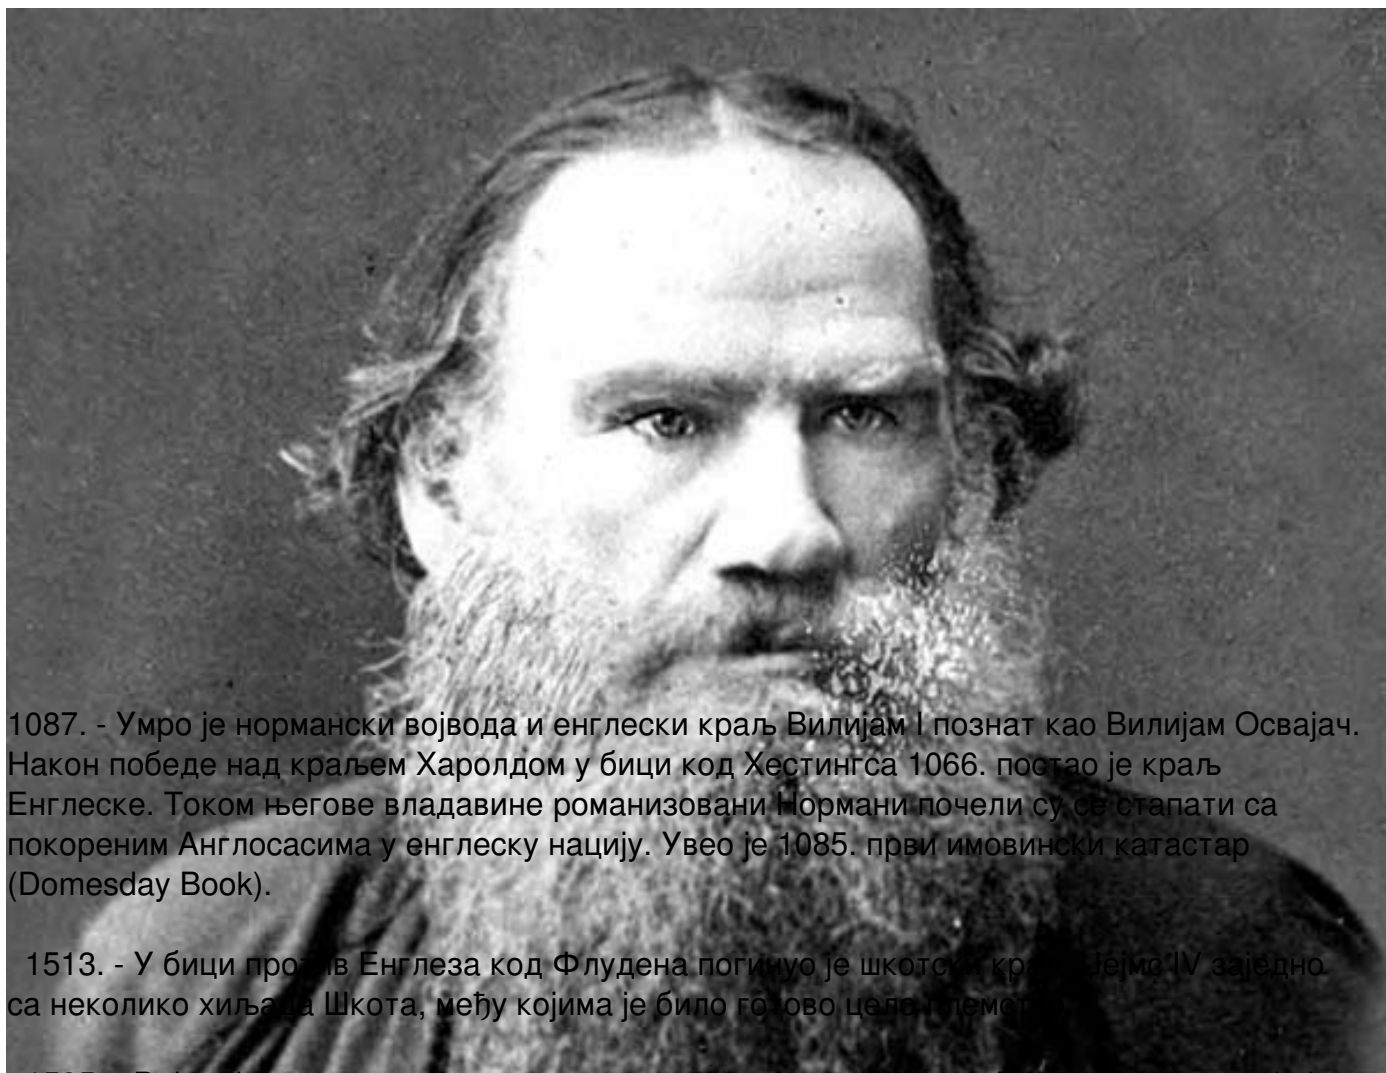 1087. - Умро је нормански војвода и енглески краљ Вилијам I познат као Вилијам Освајач.
Након победе над краљем Харолдом у бици код Хестингса 1066. постао је краљ
Енглеске. Током његове владавине романизовани Нормани почели су се стапати са
покореним Англосасима у енглеску нацију. Увео је 1085. први имовински катастар
(Domesday Book).
1513. - У бици против Енглеза код Флудена погинуо је шкотски краљ Јејмс IV заједно
са неколико хиљада Шкота, међу којима је било готово цело